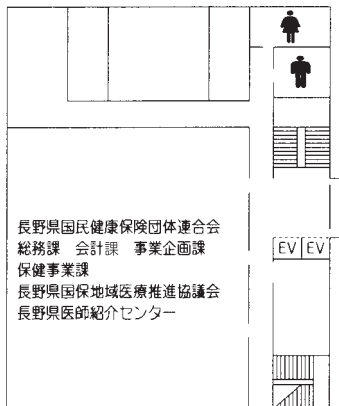 長野県国民健康保険団体連合会
総務課 会計課 事業企画課
保健事業課
長野県国保地域医療推進協議会
長野県医師紹介センター
EV EV